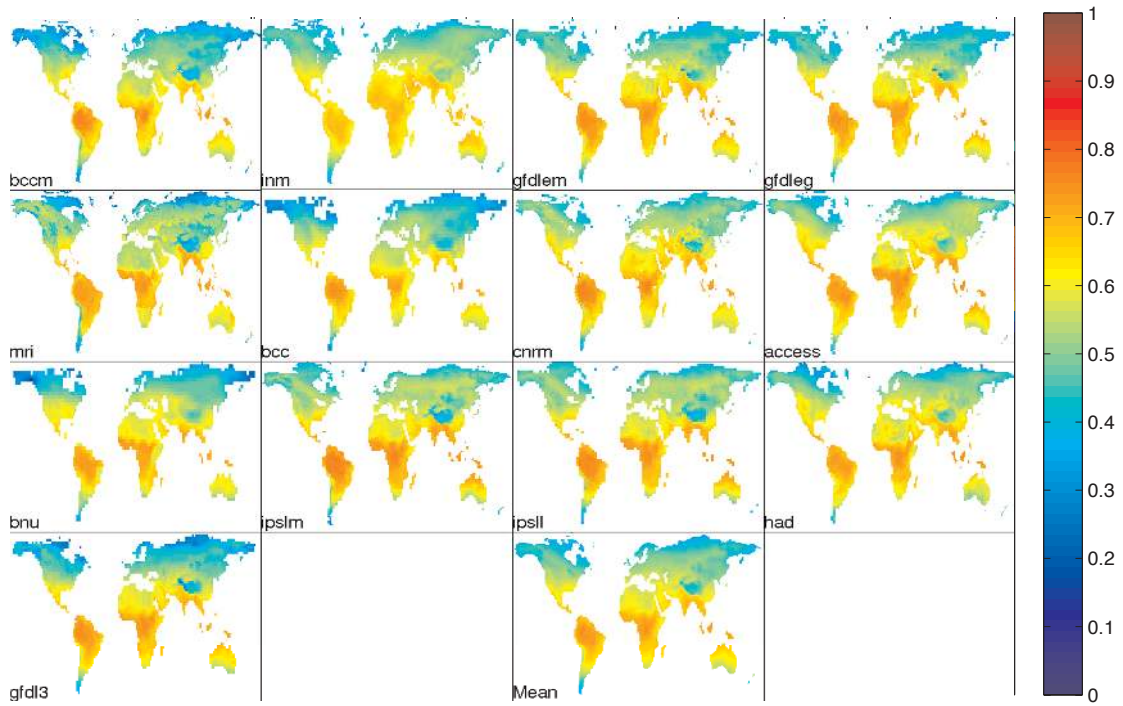 bccm inm gfdlem gfdleg
mri bcc cnrm access
bnu ipslm ipsll had
gfdl3 Mean
1
0.9
0.8
0.7
0.6
0.5
0.4
0.3
0.2
0.1
0